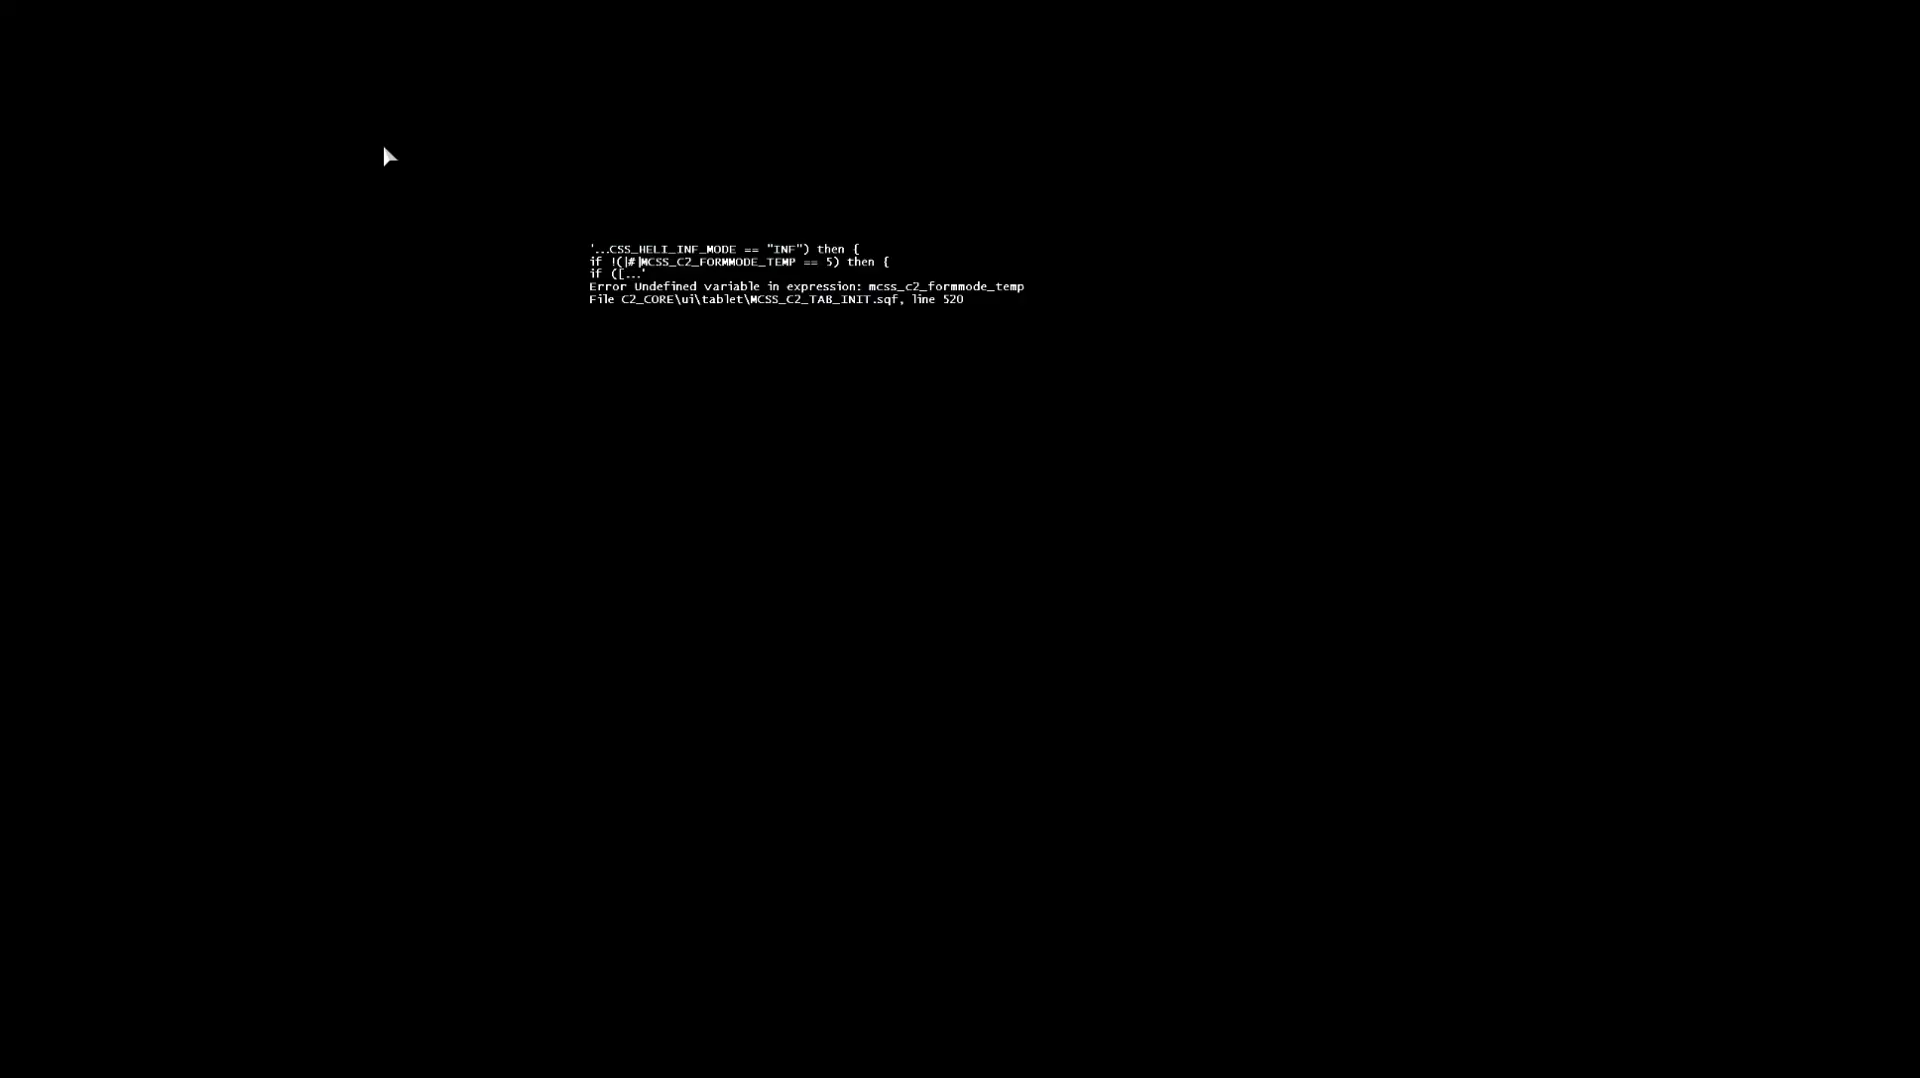 '...CSS_HELI_INF_MODE == "INF") then {
if !(|#|MCSS_C2_FORMMODE_TEMP == 5) then {
if ([...'
Error Undefined variable in expression: mcss_c2_formmode_temp
File C2_CORE\ui\tablet\MCSS_C2_TAB_INIT.sqf, line 520